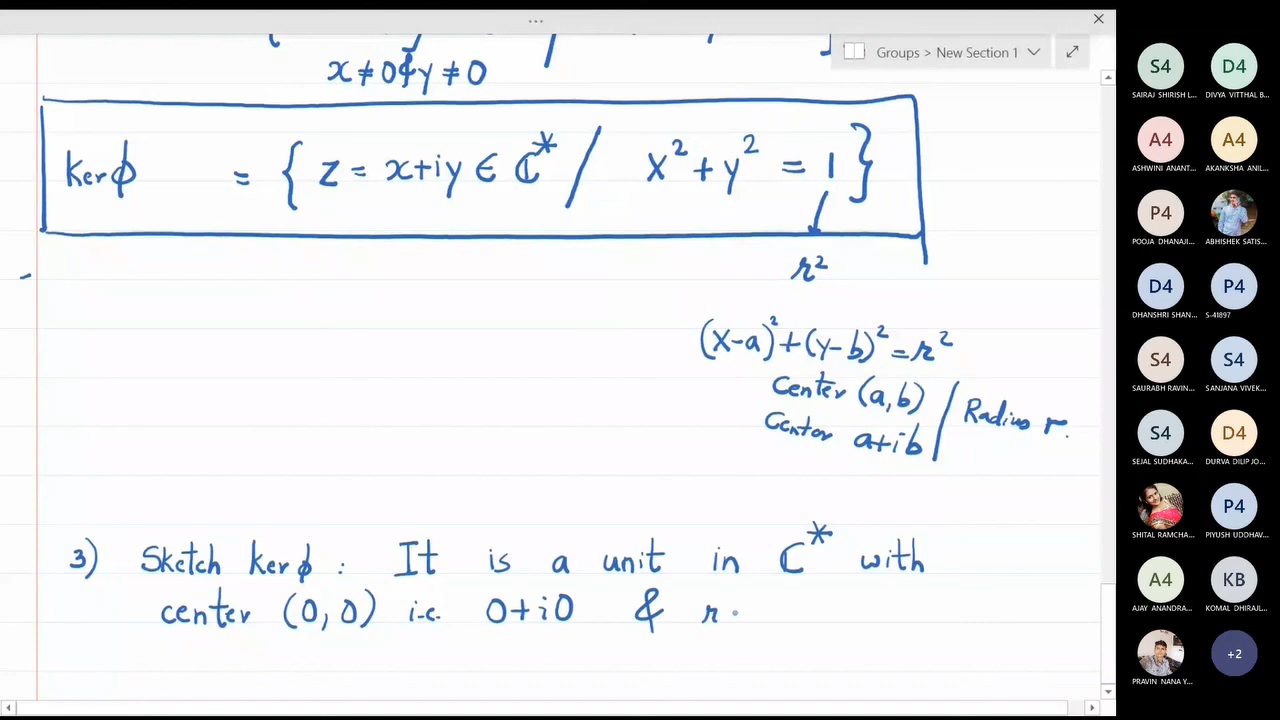 Groups > New Section 1
x≠0 & y≠0
kerϕ = { z = x+iy ∈ ℂ* / x² + y² = 1 }
r²
(x-a)² + (y-b)² = r²
Center (a,b) / Radius r.
Center a+ib
3) Sketch kerϕ : It is a unit in ℂ* with
center (0,0) i.e. 0+i0 & r
S4 D4
SAIRAJ SHIRISH L... DIVYA VITTHAL B...
A4 A4
ASHWINI ANANT... AKANKSHA ANIL...
P4
POOJA DHANAJI... ABHISHEK SATIS...
D4 P4
DHANSHRI SHAN... S-41897
S4 S4
SAURABH RAVIN... SANJANA VIVEK...
S4 D4
SEJAL SUDHAKA... DURVA DILIP JO...
P4
SHITAL RAMCHA... PIYUSH UDDHAV...
A4 KB
AJAY ANANDRA... KOMAL DHIRAJL...
+2
PRAVIN NANA Y...